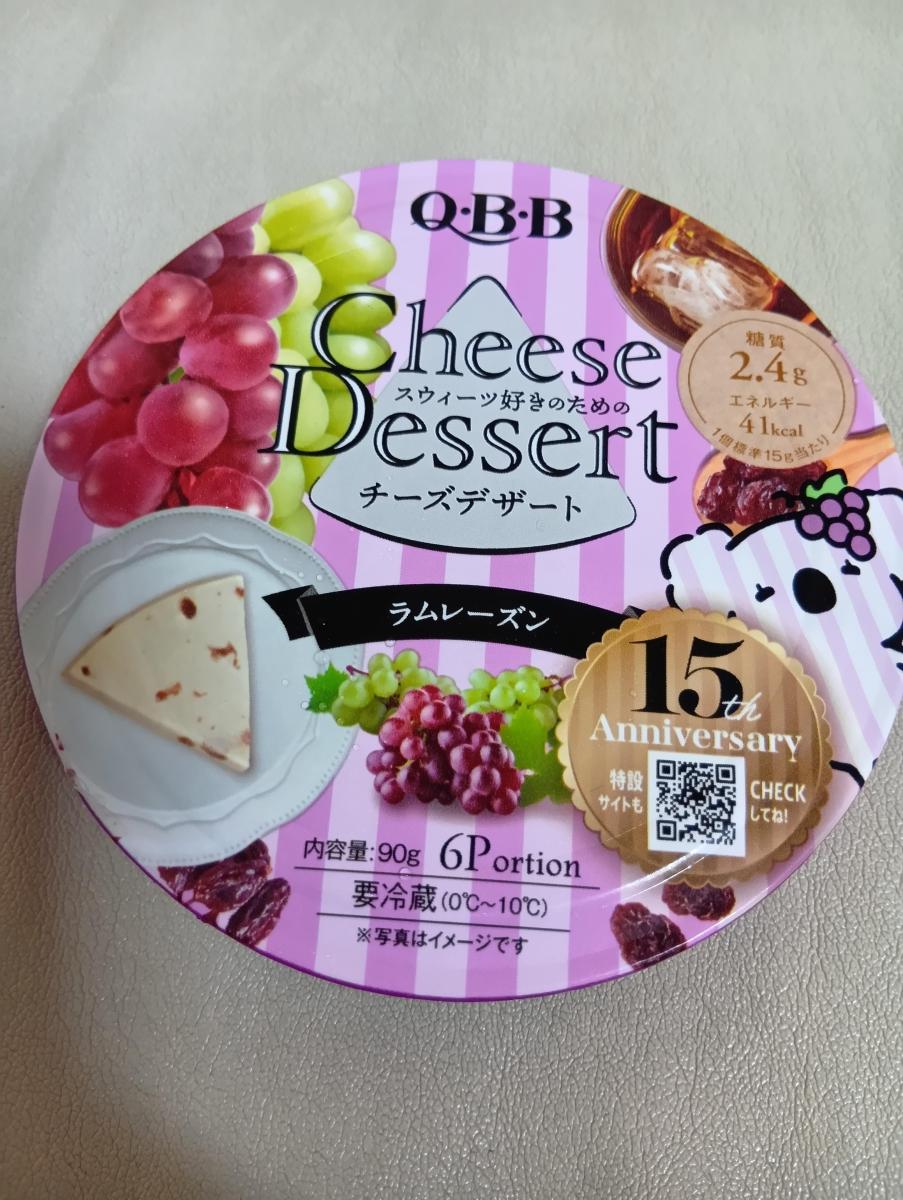 Q・B・B
Cheese
スウィーツ好きのための
Dessert
チーズデザート
糖質
2.4g
エネルギー
41kcal
1個標準15g当たり
ラムレーズン
15th
Anniversary
特設
サイトも
CHECK
してね!
内容量:90g 6Portion
要冷蔵(0℃~10℃)
※写真はイメージです